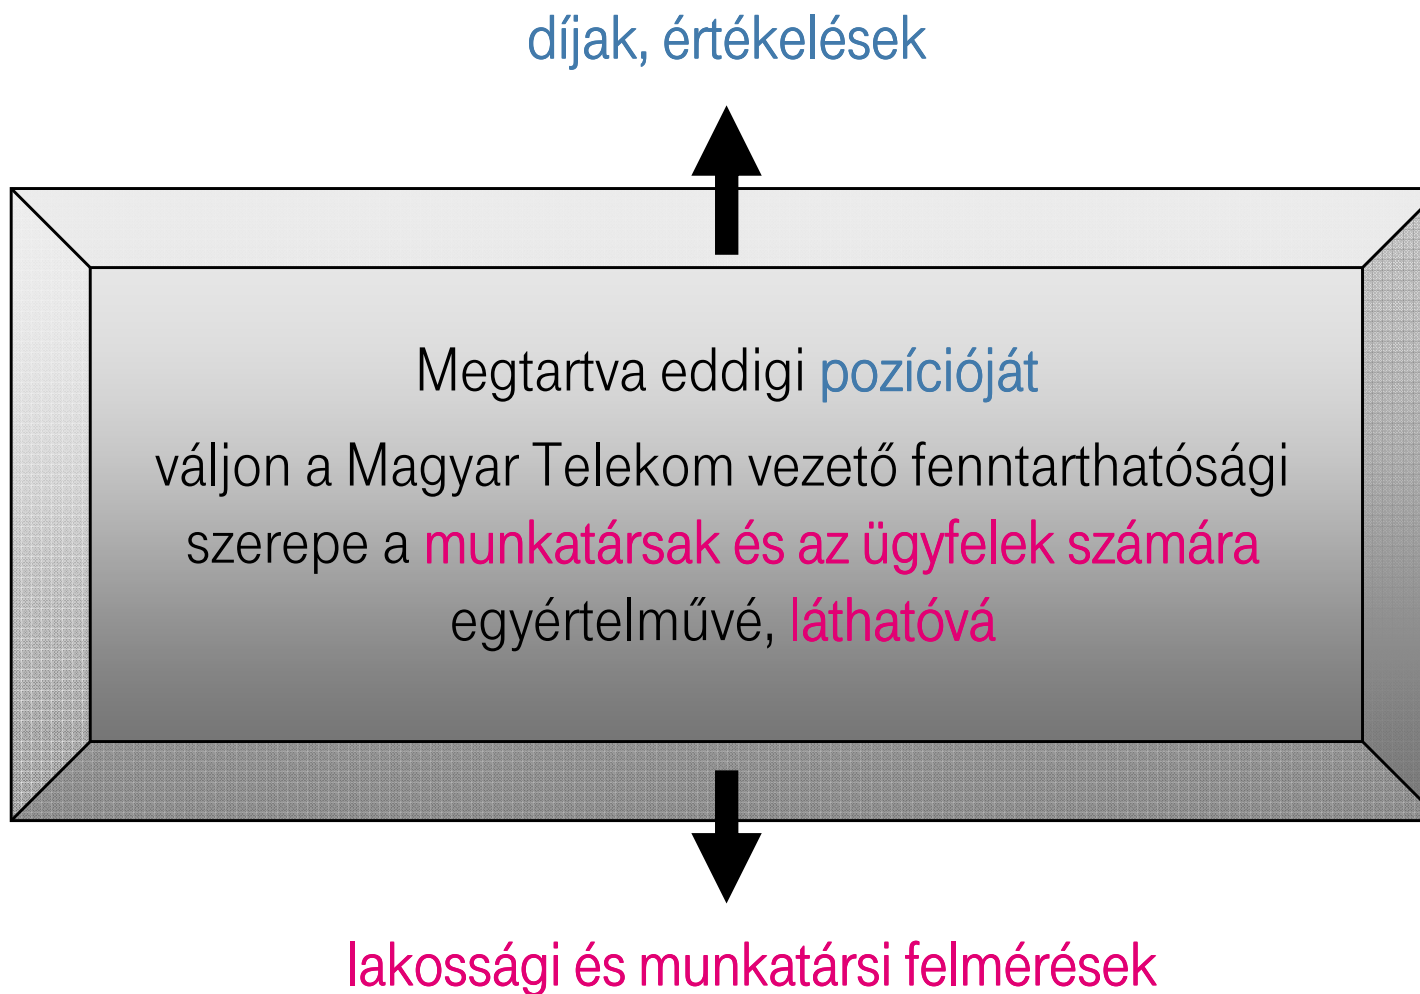 díjak, értékelések
Megtartva eddigi pozícióját
váljon a Magyar Telekom vezető fenntarthatósági
szerepe a munkatársak és az ügyfelek számára
egyértelművé, láthatóvá
lakossági és munkatársi felmérések